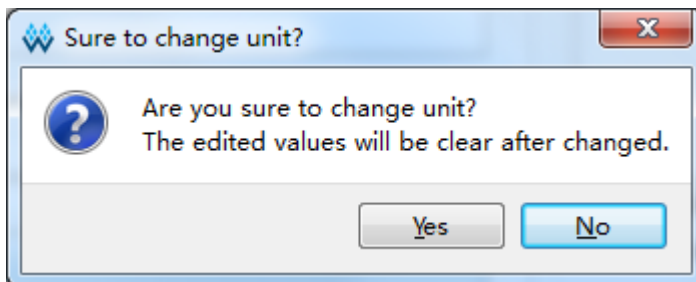 Sure to change unit?
Are you sure to change unit?
The edited values will be clear after changed.
Yes
No